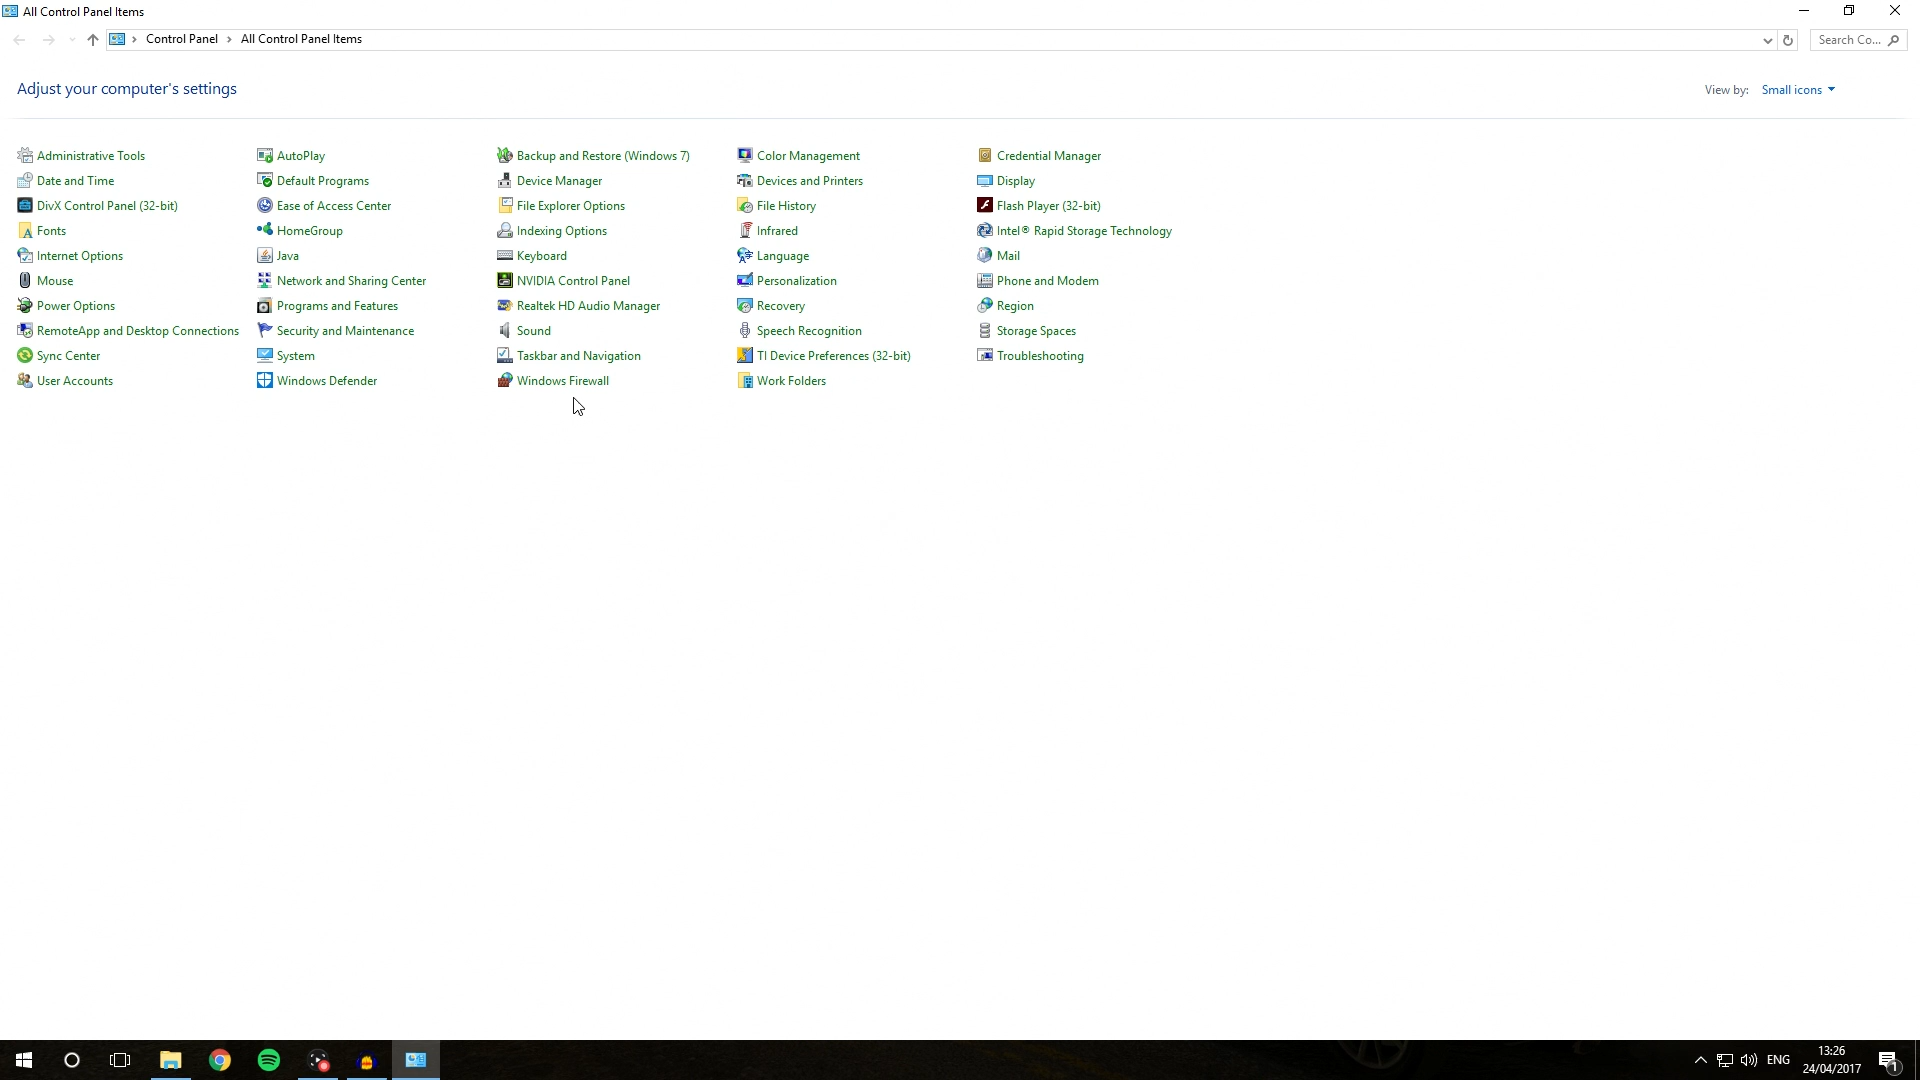 All Control Panel Items
Control Panel > All Control Panel Items
Search Co...
Adjust your computer's settings
View by: Small icons
Administrative Tools
AutoPlay
Backup and Restore (Windows 7)
Color Management
Credential Manager
Date and Time
Default Programs
Device Manager
Devices and Printers
Display
DivX Control Panel (32-bit)
Ease of Access Center
File Explorer Options
File History
Flash Player (32-bit)
Fonts
HomeGroup
Indexing Options
Infrared
Intel® Rapid Storage Technology
Internet Options
Java
Keyboard
Language
Mail
Mouse
Network and Sharing Center
NVIDIA Control Panel
Personalization
Phone and Modem
Power Options
Programs and Features
Realtek HD Audio Manager
Recovery
Region
RemoteApp and Desktop Connections
Security and Maintenance
Sound
Speech Recognition
Storage Spaces
Sync Center
System
Taskbar and Navigation
TI Device Preferences (32-bit)
Troubleshooting
User Accounts
Windows Defender
Windows Firewall
Work Folders
ENG
13:26
24/04/2017
1